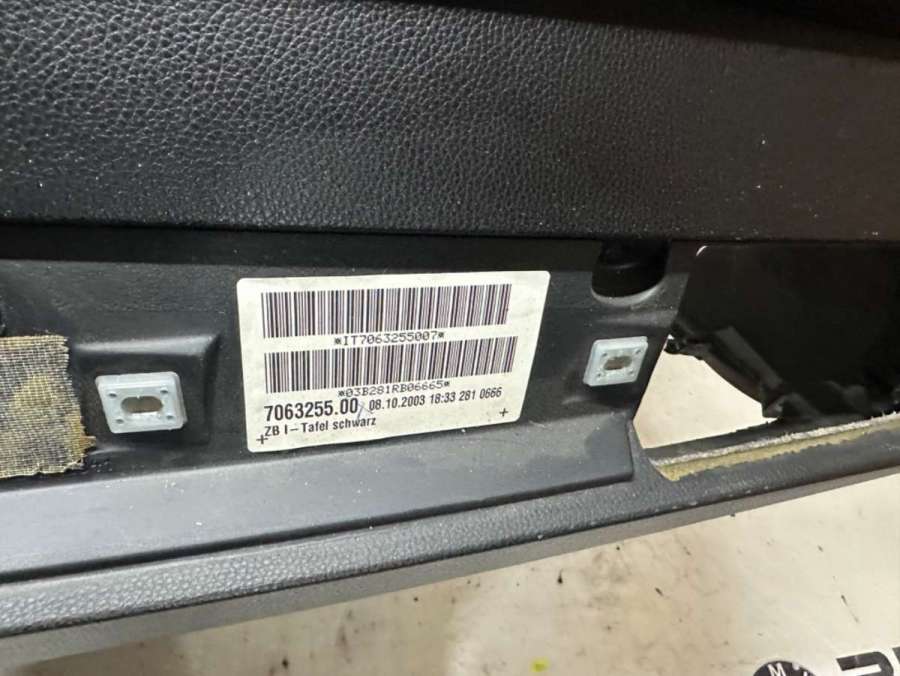 *IT7063255007*
*03B281RB06665*
7063255.00 08.10.2003 18:33 281 0666
ZB I-Tafel schwarz
M